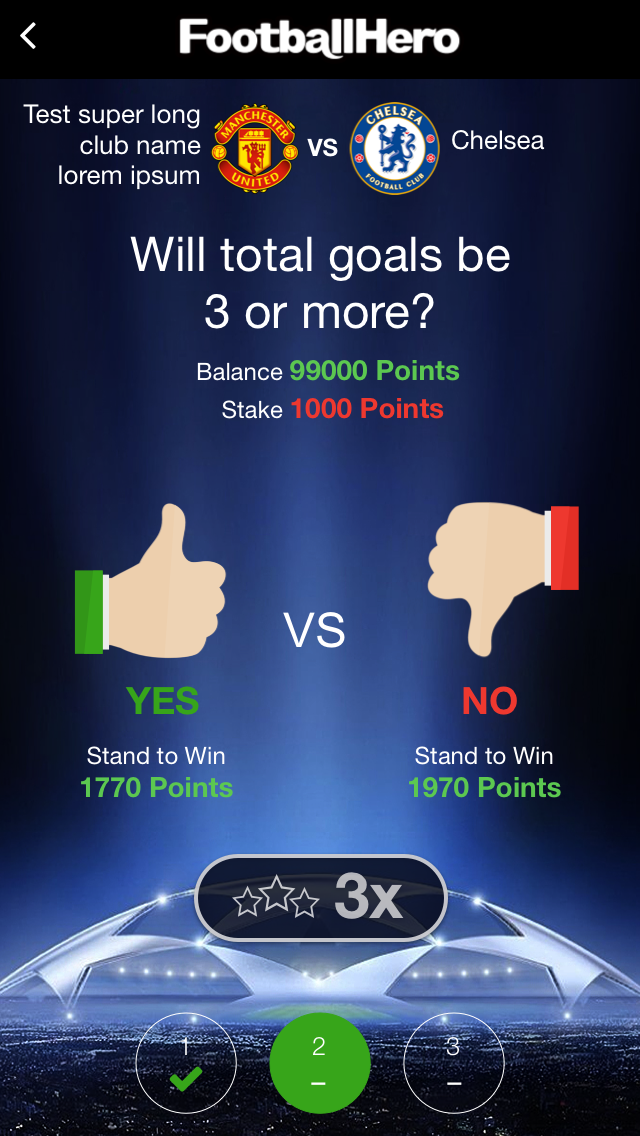 FootballHero
Test super long
club name
lorem ipsum
MANCHESTER
UNITED
vs
CHELSEA
FOOTBALL CLUB
Chelsea
Will total goals be
3 or more?
Balance 99000 Points
Stake 1000 Points
VS
YES
NO
Stand to Win
1770 Points
Stand to Win
1970 Points
3x
1
2
–
3
–